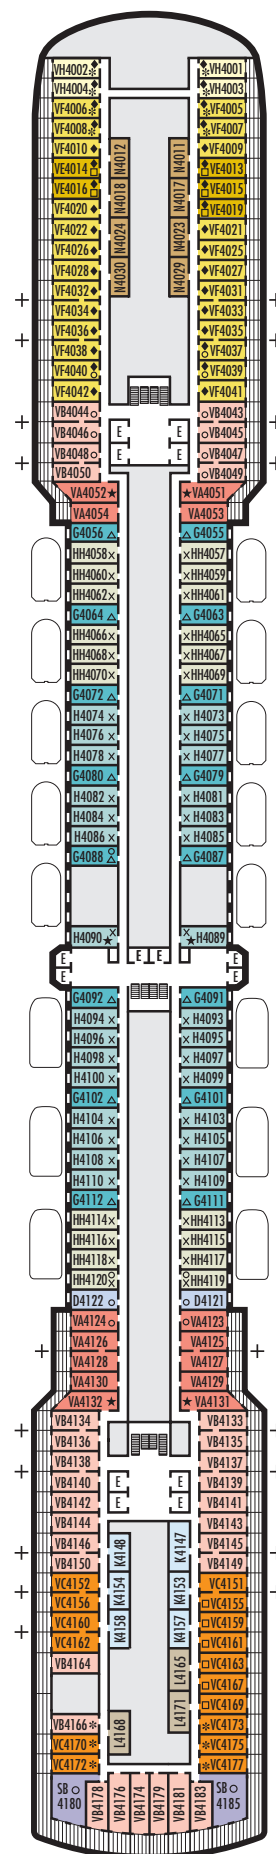 VH4002 ♦✻ ✻♦ VH4001
VH4004 ♦✻ ✻♦ VH4003
VF4006 ♦✻ ✻♦ VF4005
VF4008 ♦✻ ✻♦ VF4007
VF4010 ♦ N4012 N4011 ♦ VF4009
VE4014 ♦□ ♦□ VE4013
VE4016 ♦□ N4018 N4017 ♦□ VE4015
VF4020 ♦ ♦□ VE4019
VF4022 ♦ N4024 N4023 ♦ VF4021
VF4026 ♦ ♦ VF4025
VF4028 ♦ N4030 N4029 ♦ VF4027
VF4032 ♦ ♦ VF4031
VF4034 ♦ ♦ VF4033
VF4036 ♦ ♦ VF4035
VF4038 ♦ ♦○ VF4037
VF4040 ♦○ ♦○ VF4039
VF4042 ♦ ♦ VF4041
VB4044 ○ ○ VB4043
VB4046 ○ E E ○ VB4045
VB4048 ○ E E ○ VB4047
VB4050 VB4049
VA4052 ★ ★ VA4051
VA4054 VA4053
G4056 △ △ G4055
HH4058 × × HH4057
HH4060 × × HH4059
HH4062 × × HH4061
G4064 △ △ G4063
HH4066 × × HH4065
HH4068 × × HH4067
HH4070 × × HH4069
G4072 △ △ G4071
H4074 × × H4073
H4076 × × H4075
H4078 × × H4077
G4080 △ △ G4079
H4082 × × H4081
H4084 × × H4083
H4086 × × H4085
G4088 ○△ △ G4087
H4090 ×★ ×★ H4089
E E E E
E E
G4092 △ △ G4091
H4094 × × H4093
H4096 × × H4095
H4098 × × H4097
H4100 × × H4099
G4102 △ △ G4101
H4104 × × H4103
H4106 × × H4105
H4108 × × H4107
H4110 × × H4109
G4112 △ △ G4111
HH4114 × × HH4113
HH4116 × × HH4115
HH4118 × × HH4117
HH4120 ○× ○× HH4119
D4122 ○ ○ D4121
VA4124 ○ ○ VA4123
VA4126 VA4125
VA4128 VA4127
VA4130 VA4129
VA4132 ★ ★ VA4131
VB4134 VB4133
VB4136 VB4135
VB4138 VB4137
VB4140 E E VB4139
VB4142 E E VB4141
VB4144 VB4143
VB4146 K4148 K4147 VB4145
VB4150 VB4149
VC4152 K4154 K4153 VC4151
VC4156 □ VC4155
VC4160 K4158 K4157 □ VC4159
VC4162 □ VC4161
VB4164 L4165 □ VC4163
□ VC4167
L4171 □ VC4169
VB4166 ✻ L4168 ✻ VC4173
VC4170 ✻ ✻ VC4175
VC4172 ✻ ✻ VC4177
SB ○ 4180 VB4178 VB4176 VB4174 VB4179 VB4181 VB4183 SB ○ 4185